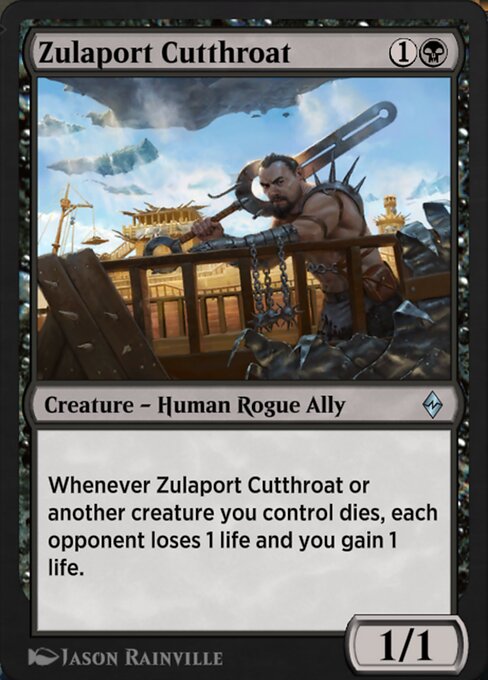 Zulaport Cutthroat 1
Creature – Human Rogue Ally
Whenever Zulaport Cutthroat or
another creature you control dies, each
opponent loses 1 life and you gain 1
life.
1/1
Jason Rainville